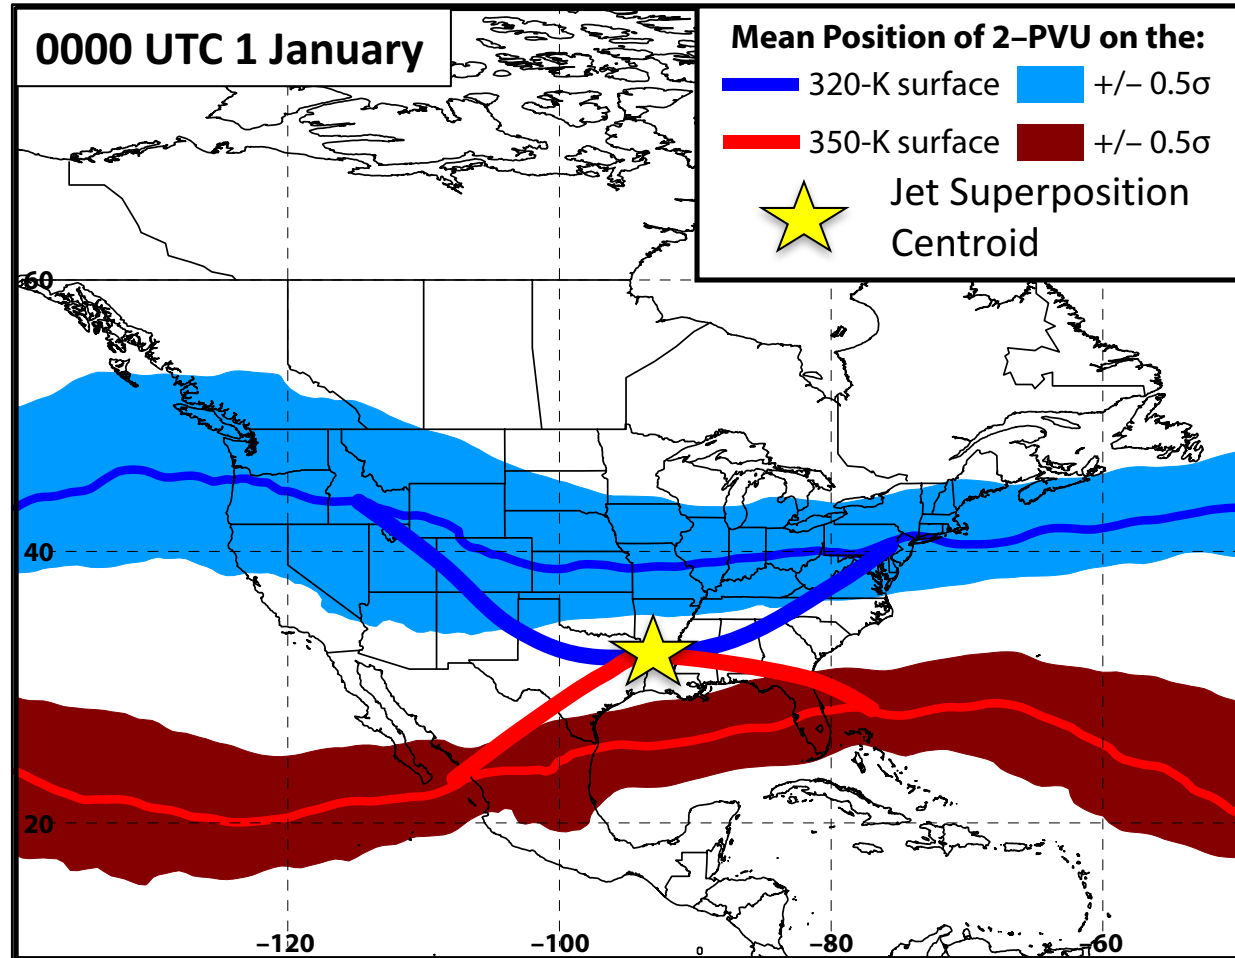 0000 UTC 1 January
Mean Position of 2–PVU on the:
320-K surface +/– 0.5σ
350-K surface +/– 0.5σ
Jet Superposition
Centroid
60
40
20
–120 –100 –80 –60